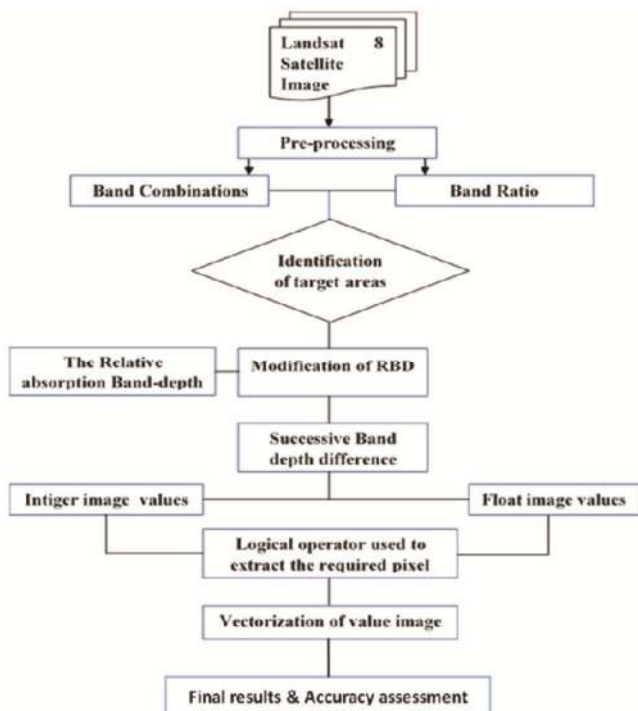 Landsat 8
Satellite
Image
Pre-processing
Band Combinations
Band Ratio
Identification
of target areas
The Relative
absorption Band-depth
Modification of RBD
Successive Band
depth difference
Intiger image values
Float image values
Logical operator used to
extract the required pixel
Vectorization of value image
Final results & Accuracy assessment